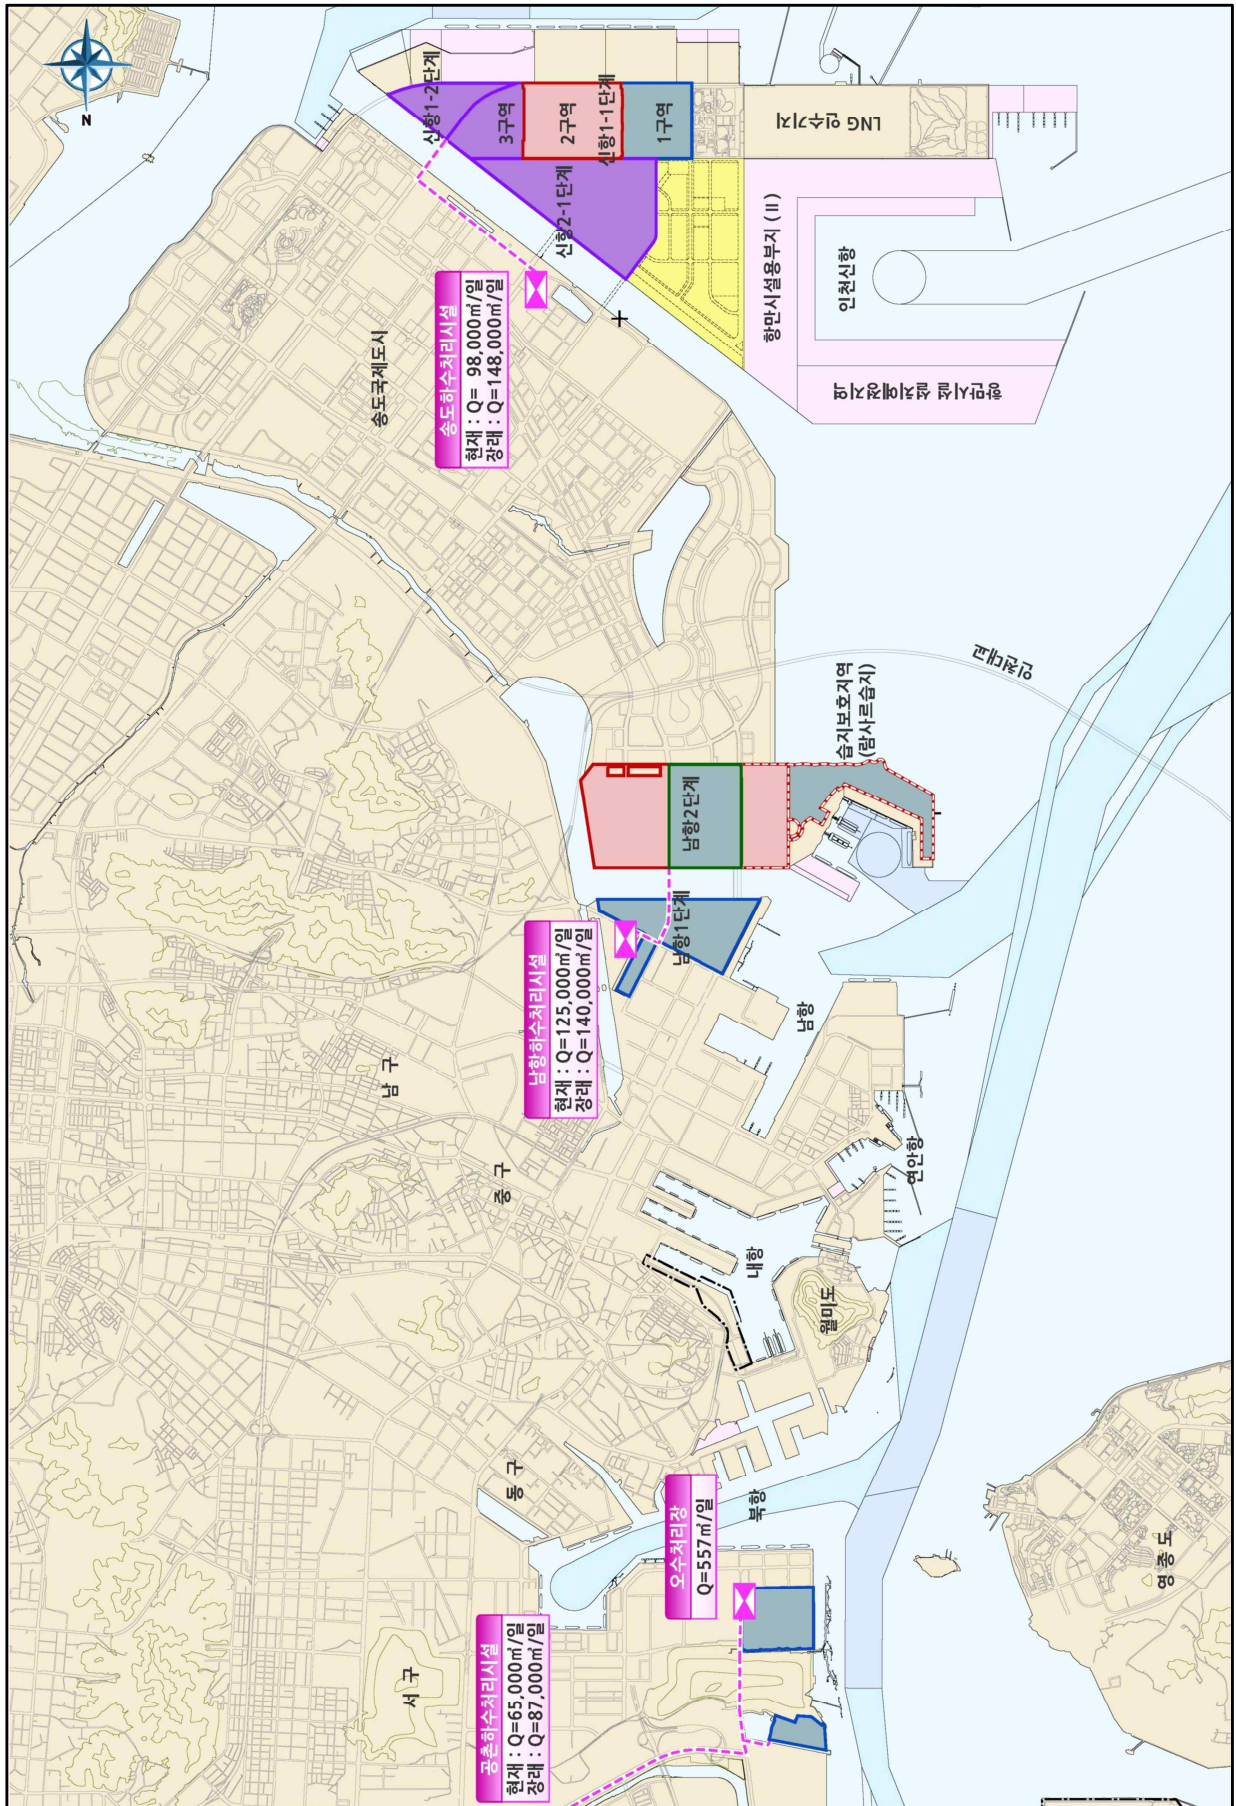 N
신항1-2단계
3구역
2구역
신항1-1단계
1구역
LNG 인수기지
신항2-1단계
항만시설용부지 (II)
인천신항
항만시설 설치예정지역
송도하수처리시설
현재 : Q= 98,000㎥/일
장래 : Q=148,000㎥/일
송도국제도시
인천대교
습지보호지역
(람사르습지)
남항2단계
남항1단계
남항하수처리시설
현재 : Q=125,000㎥/일
장래 : Q=140,000㎥/일
남항
남 구
중 구
연안항
내항
월미도
동 구
북항
오수처리장
Q=557㎥/일
영종도
서 구
공촌하수처리시설
현재 : Q=65,000㎥/일
장래 : Q=87,000㎥/일